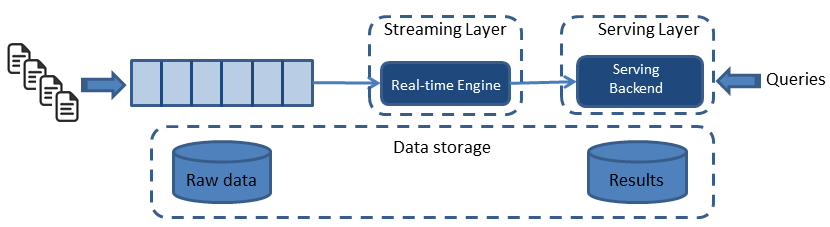 Streaming Layer
Serving Layer
Real-time Engine
Serving
Backend
Queries
Data storage
Raw data
Results